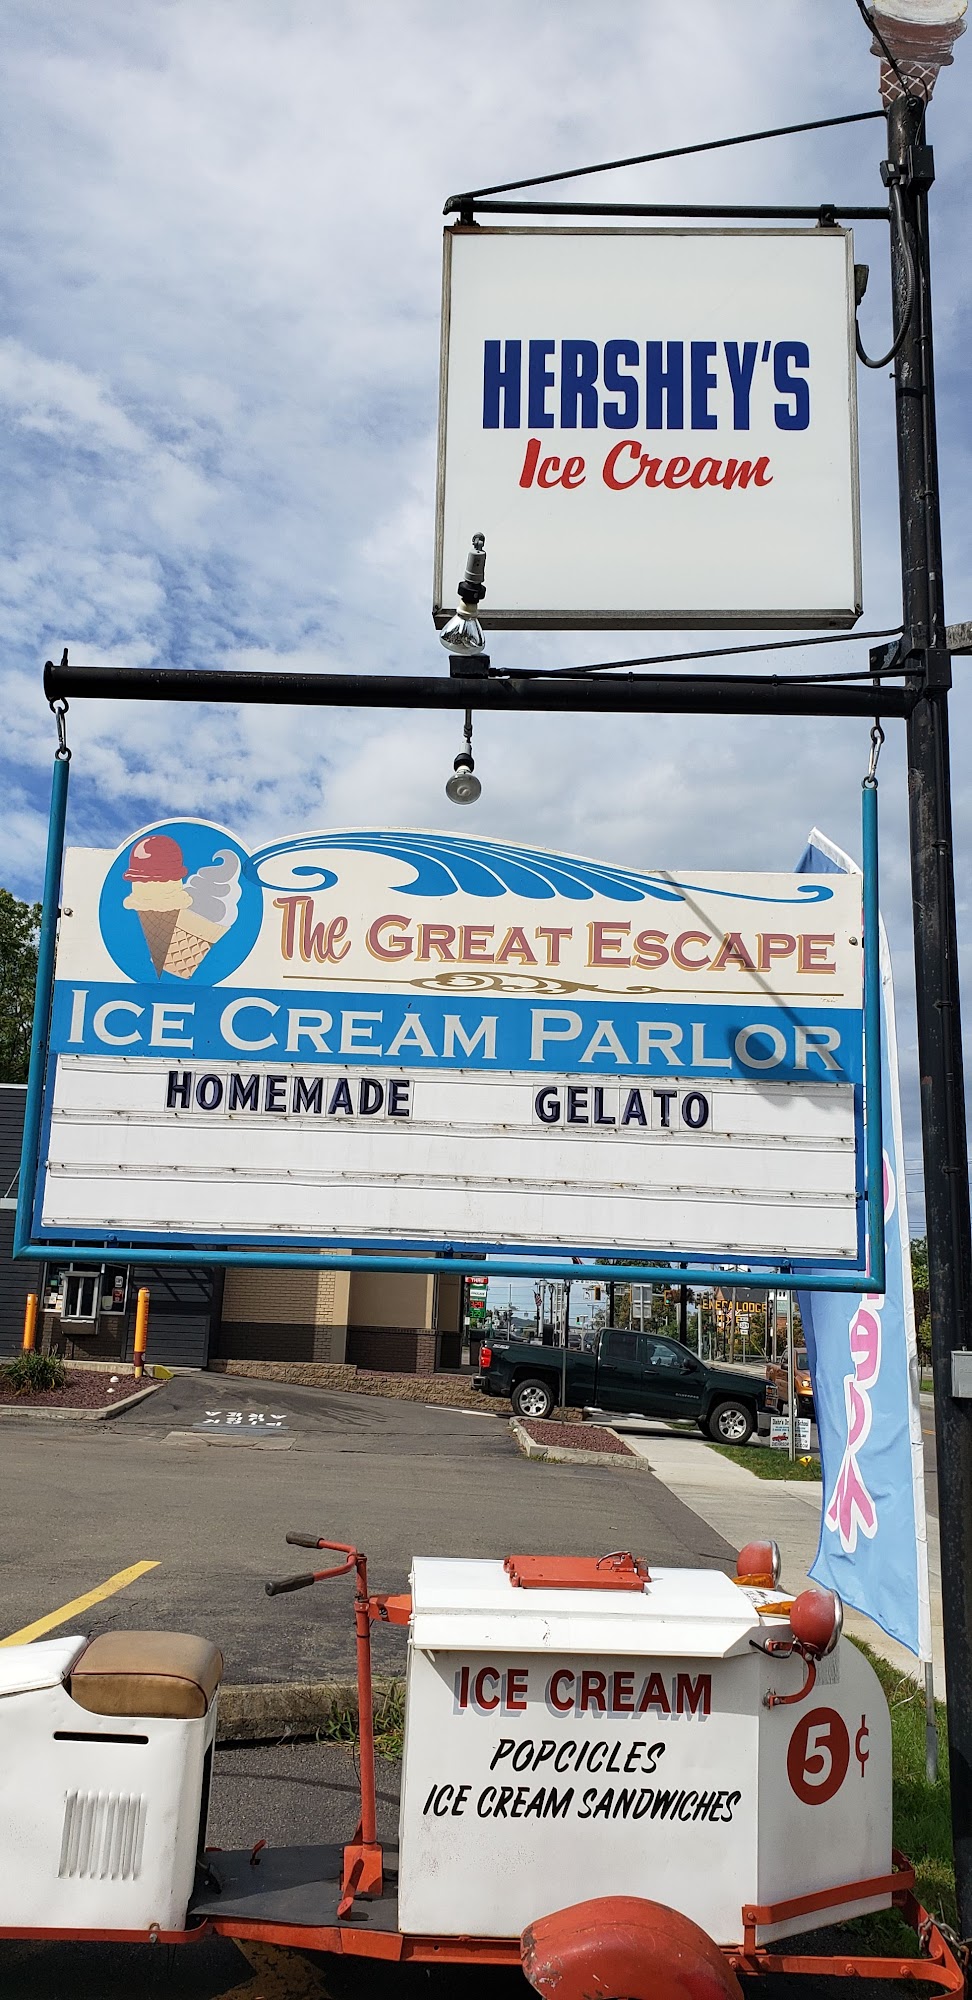 HERSHEY'S
Ice Cream
The GREAT ESCAPE
ICE CREAM PARLOR
HOMEMADE GELATO
ICE CREAM
POPCICLES
ICE CREAM SANDWICHES
5¢